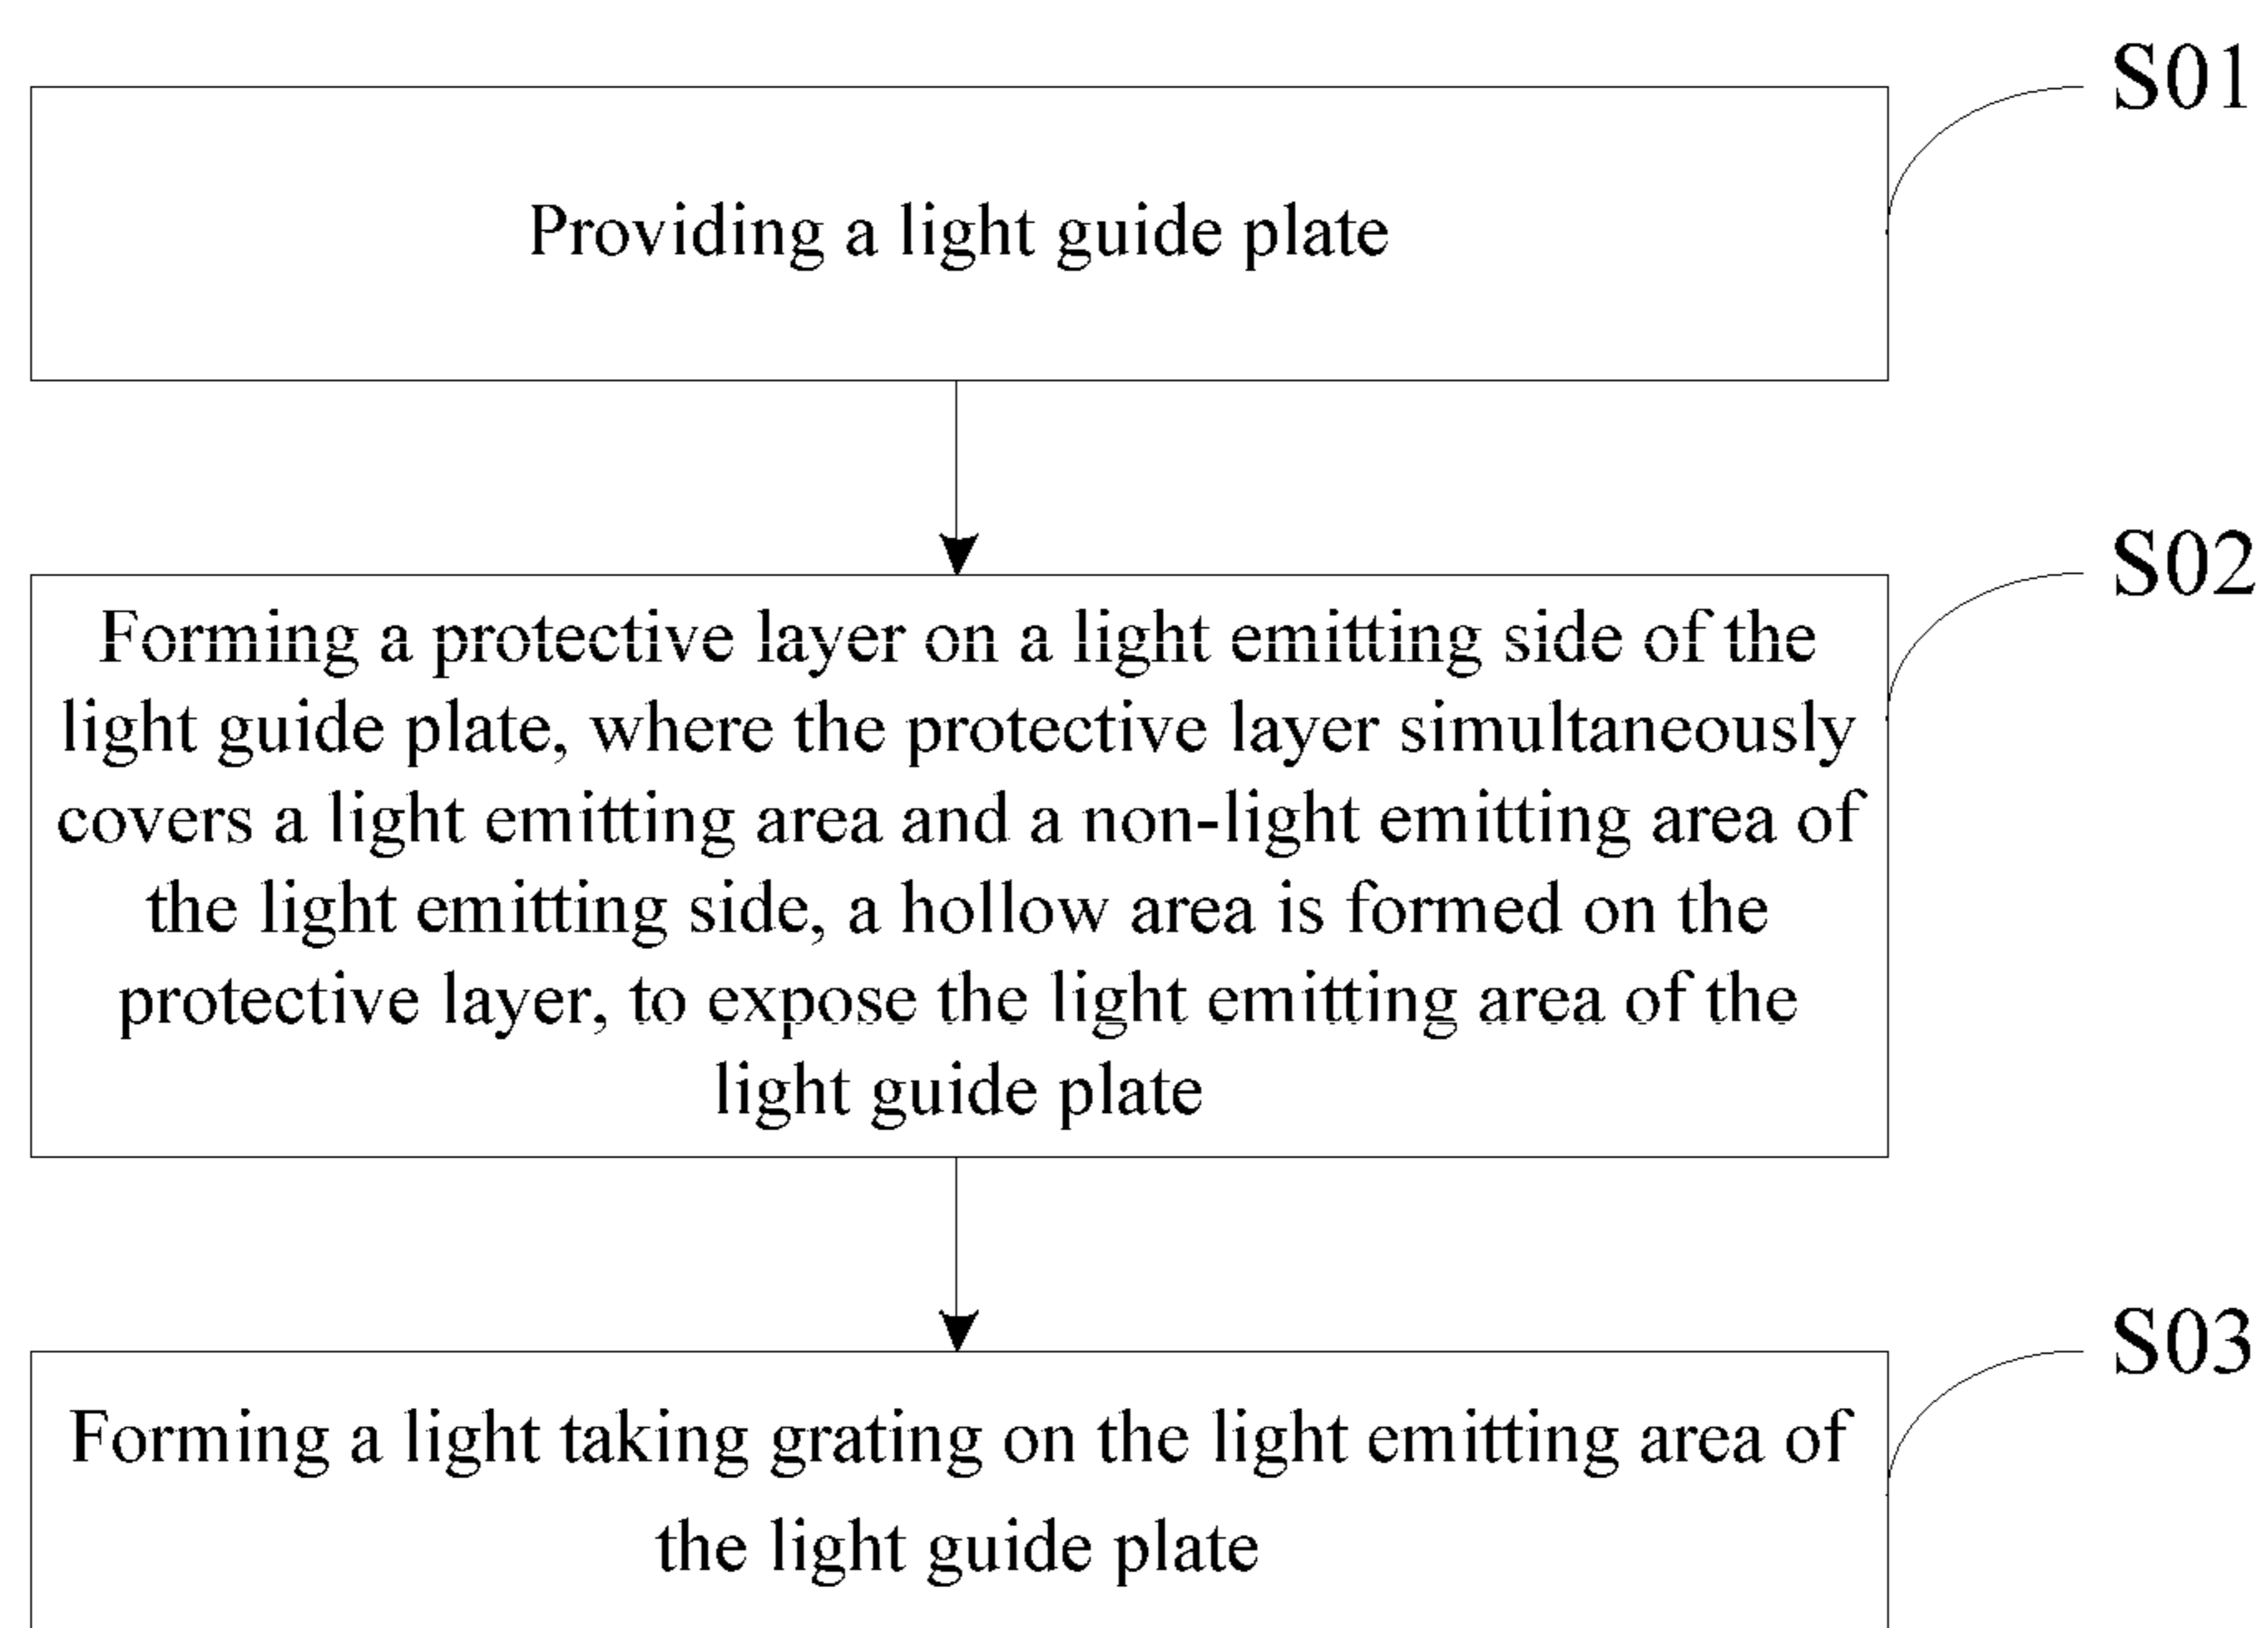 S01
Providing a light guide plate
S02
Forming a protective layer on a light emitting side of the
light guide plate, where the protective layer simultaneously
covers a light emitting area and a non-light emitting area of
the light emitting side, a hollow area is formed on the
protective layer, to expose the light emitting area of the
light guide plate
S03
Forming a light taking grating on the light emitting area of
the light guide plate